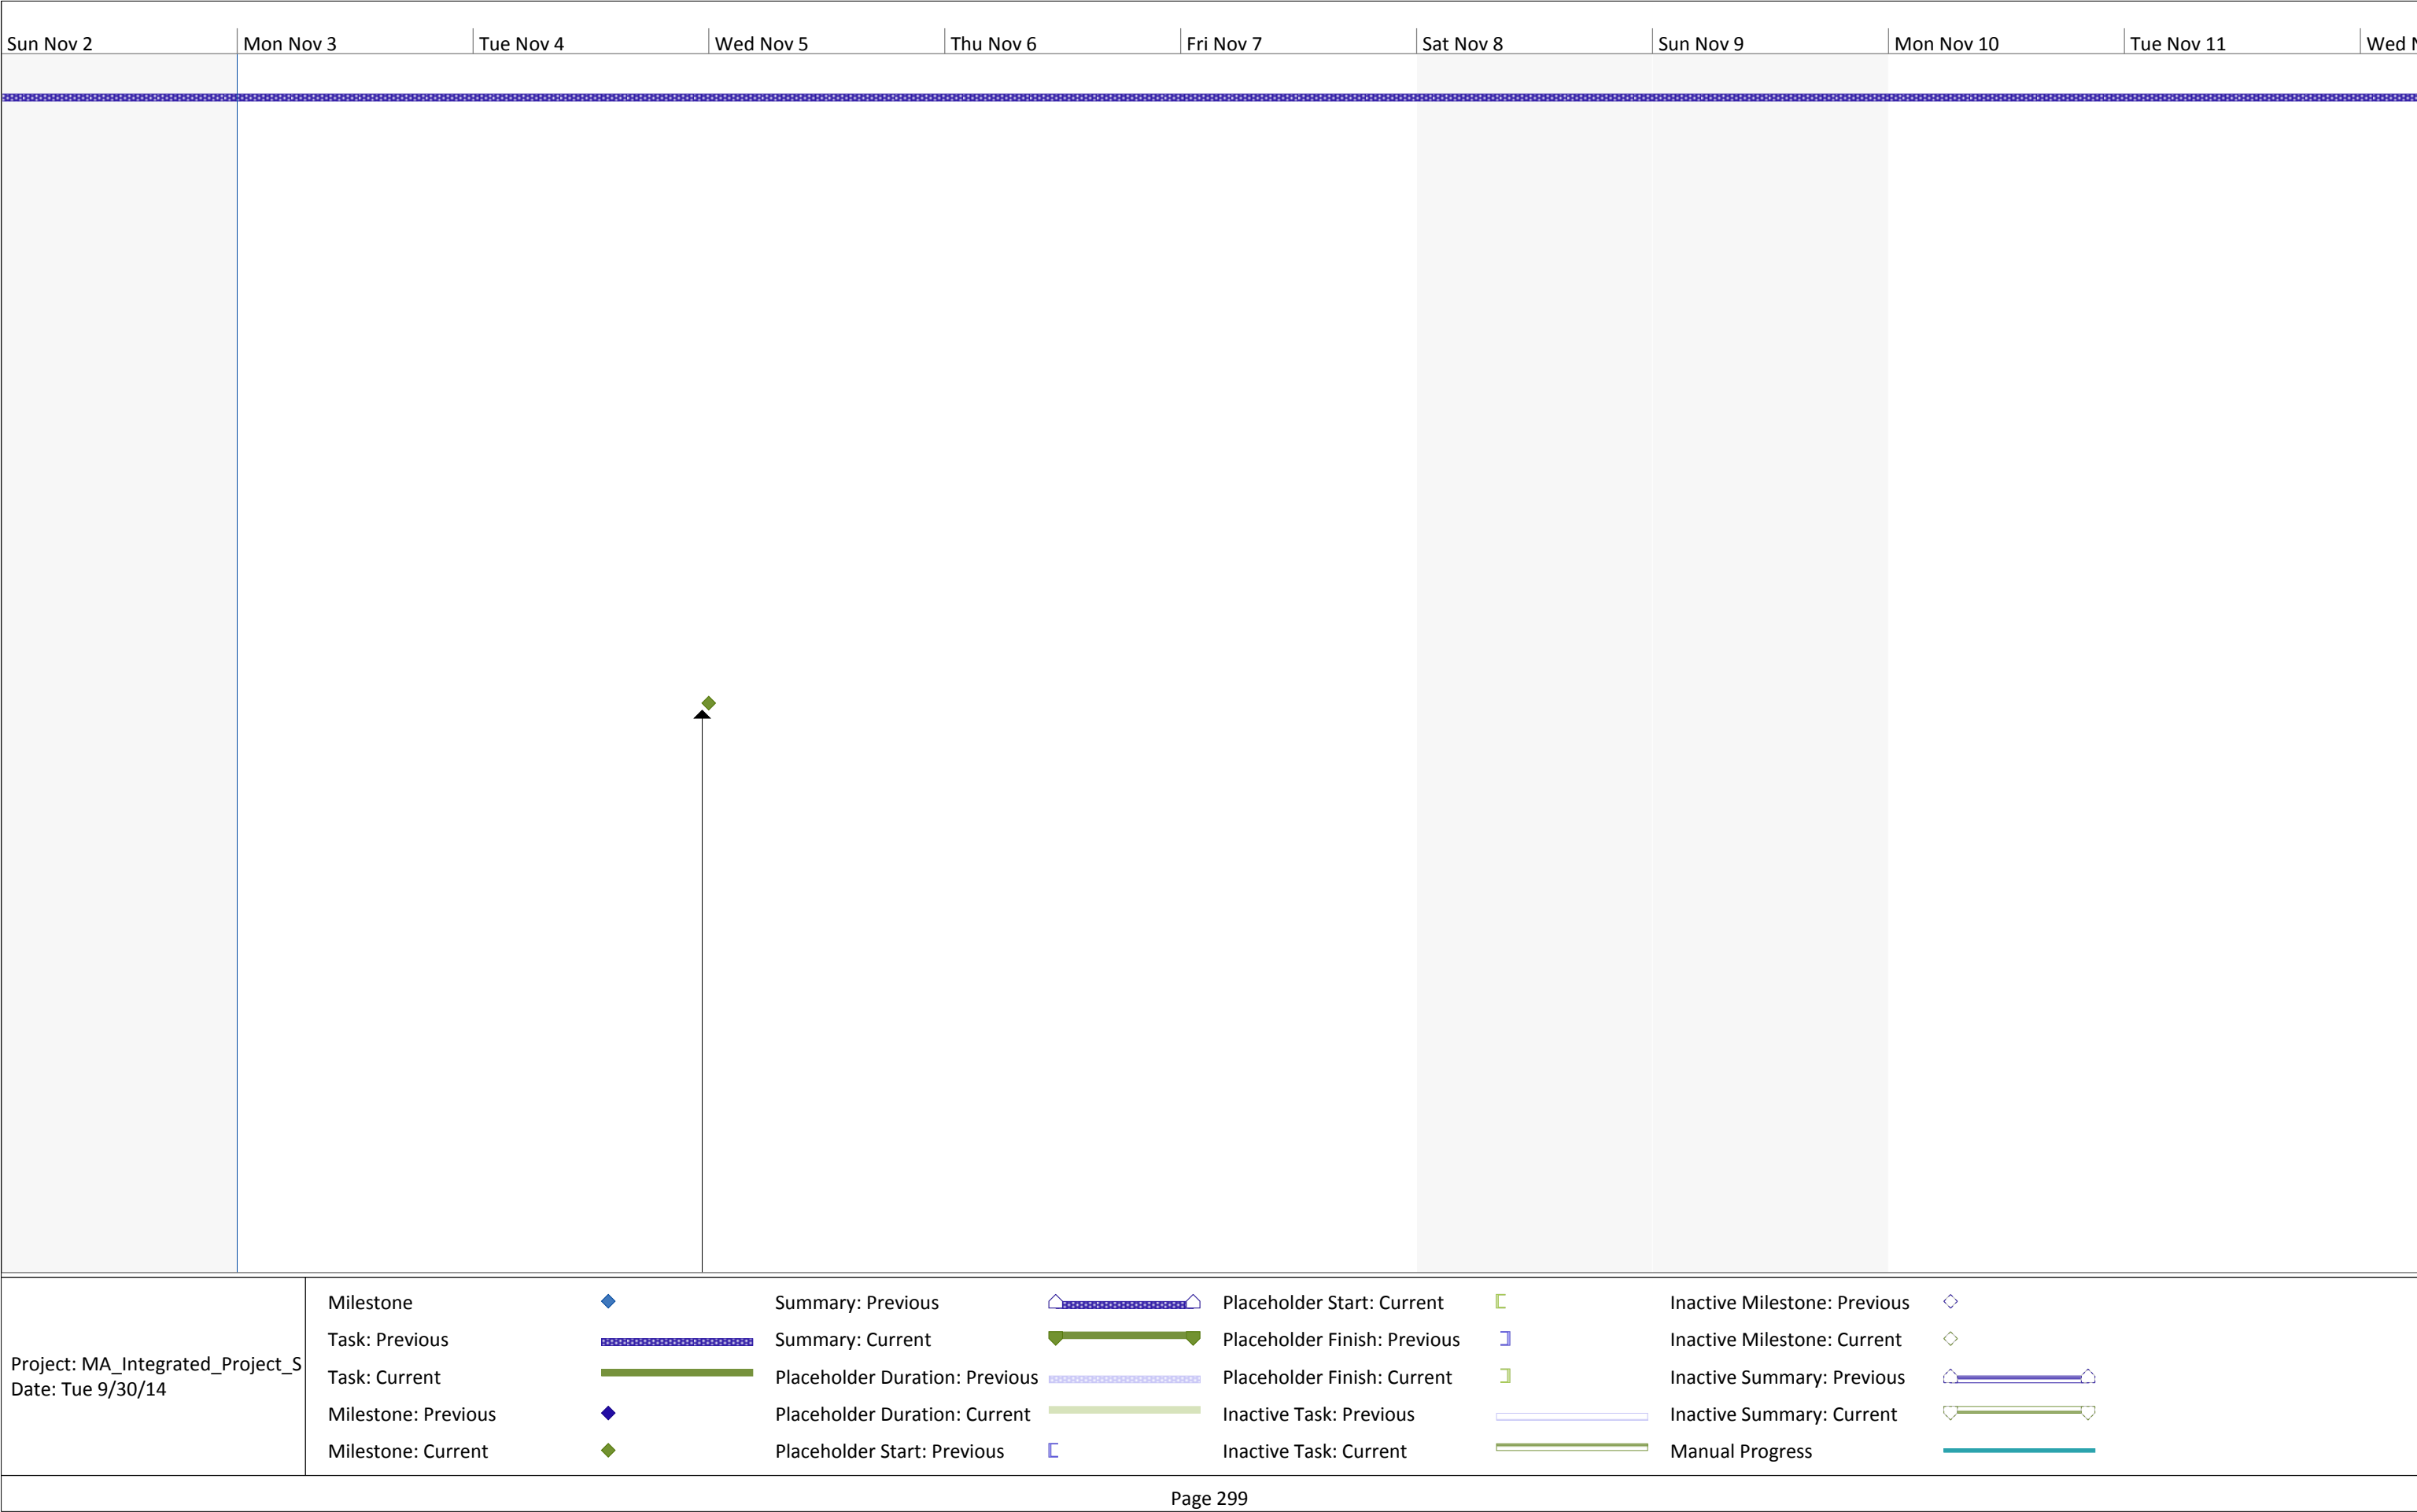 Sun Nov 2 Mon Nov 3 Tue Nov 4 Wed Nov 5 Thu Nov 6 Fri Nov 7 Sat Nov 8 Sun Nov 9 Mon Nov 10 Tue Nov 11 Wed
Project: MA_Integrated_Project_S
Date: Tue 9/30/14
Milestone
Task: Previous
Task: Current
Milestone: Previous
Milestone: Current
Summary: Previous
Summary: Current
Placeholder Duration: Previous
Placeholder Duration: Current
Placeholder Start: Previous
Placeholder Start: Current
Placeholder Finish: Previous
Placeholder Finish: Current
Inactive Task: Previous
Inactive Task: Current
Inactive Milestone: Previous
Inactive Milestone: Current
Inactive Summary: Previous
Inactive Summary: Current
Manual Progress
Page 299